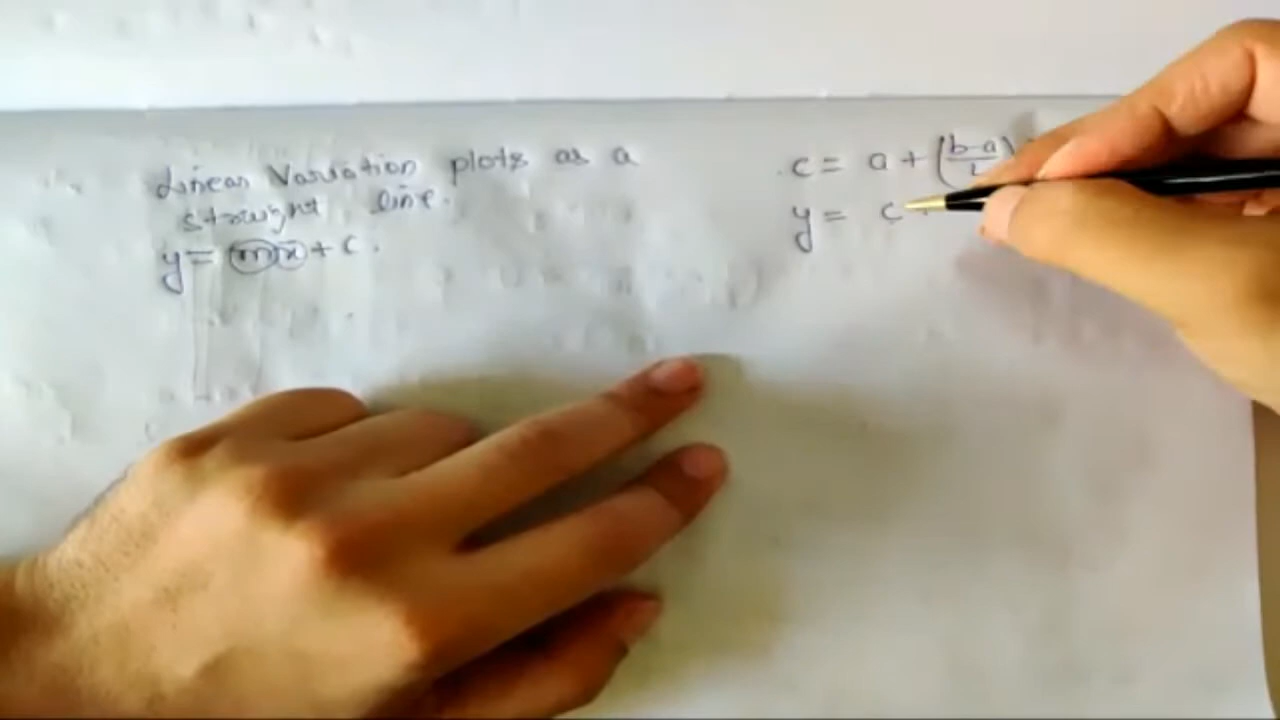 Linear Variation plots as a
straight line.
y = mx + c.
c = a + (b-a/L)
y = c +